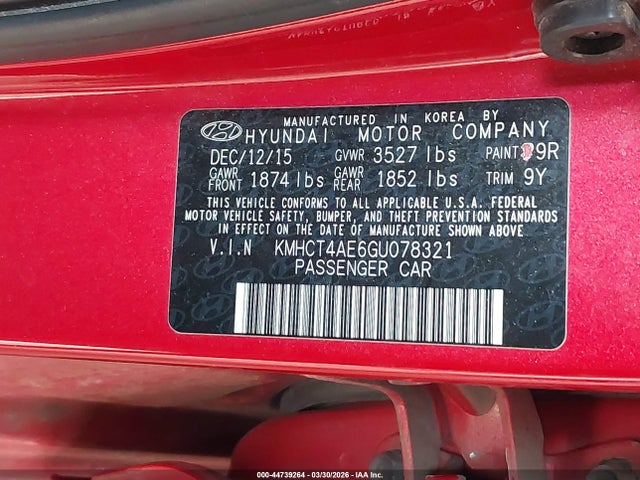 MANUFACTURED IN KOREA BY
HYUNDAI MOTOR COMPANY
DEC/12/15 GVWR 3527 lbs PAINT 9R
GAWR FRONT 1874 lbs GAWR REAR 1852 lbs TRIM 9Y
THIS VEHICLE CONFORMS TO ALL APPLICABLE U.S.A. FEDERAL
MOTOR VEHICLE SAFETY, BUMPER, AND THEFT PREVENTION STANDARDS
IN EFFECT ON THE DATE OF MANUFACTURE SHOWN ABOVE.
V.I.N KMHCT4AE6GU078321
PASSENGER CAR
000-44739264 - 03/30/2026 - IAA Inc.